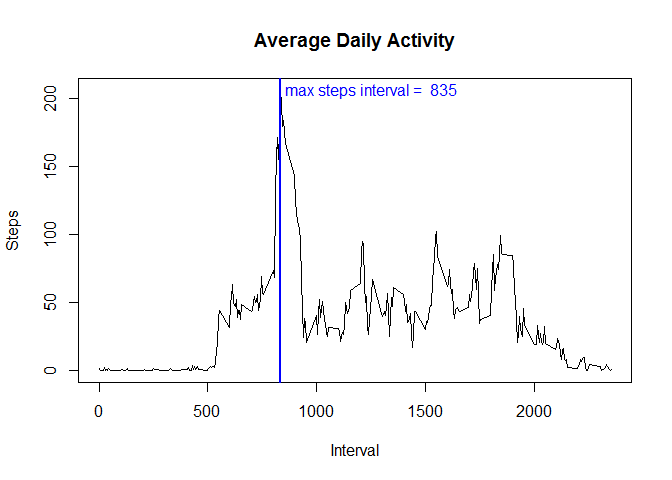 Average Daily Activity
max steps interval =  835
Steps
200
150
100
50
0
0 500 1000 1500 2000
Interval